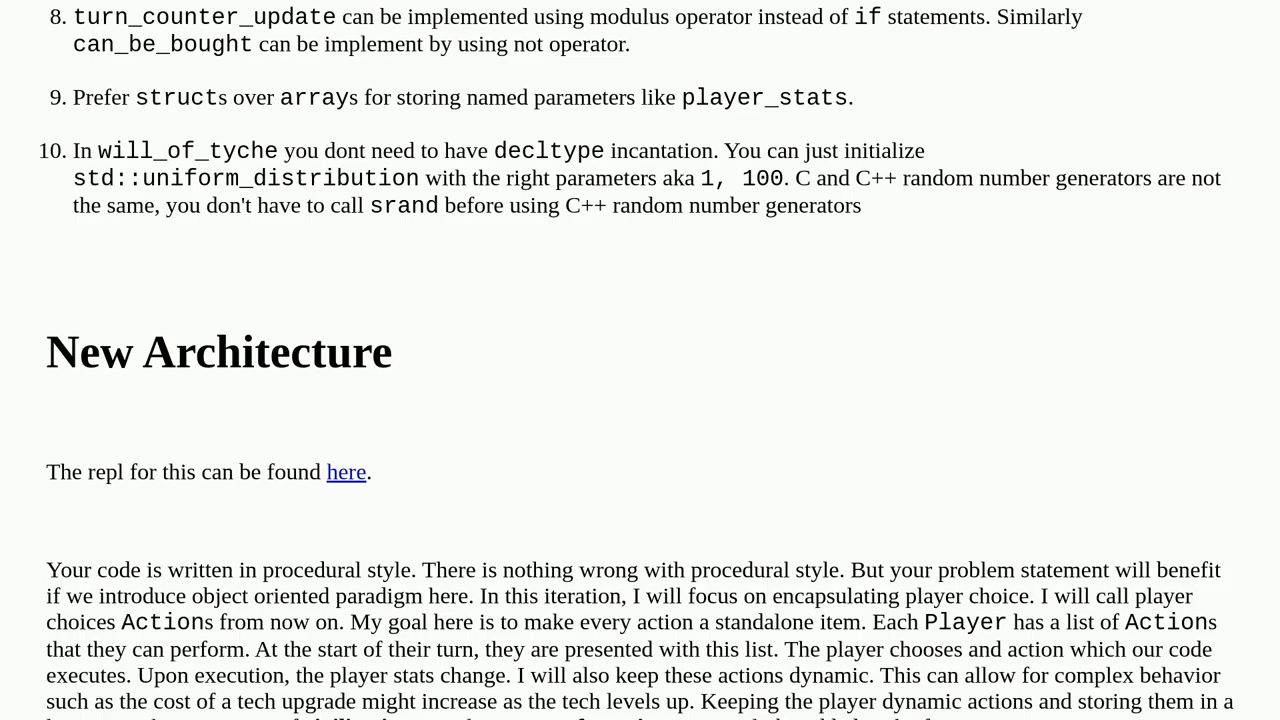 8. turn_counter_update can be implemented using modulus operator instead of if statements. Similarly
can_be_bought can be implement by using not operator.
9. Prefer structs over arrays for storing named parameters like player_stats.
10. In will_of_tyche you dont need to have decltype incantation. You can just initialize
std::uniform_distribution with the right parameters aka 1, 100. C and C++ random number generators are not
the same, you don't have to call srand before using C++ random number generators
New Architecture
The repl for this can be found here.
Your code is written in procedural style. There is nothing wrong with procedural style. But your problem statement will benefit
if we introduce object oriented paradigm here. In this iteration, I will focus on encapsulating player choice. I will call player
choices Actions from now on. My goal here is to make every action a standalone item. Each Player has a list of Actions
that they can perform. At the start of their turn, they are presented with this list. The player chooses and action which our code
executes. Upon execution, the player stats change. I will also keep these actions dynamic. This can allow for complex behavior
such as the cost of a tech upgrade might increase as the tech levels up. Keeping the player dynamic actions and storing them in a